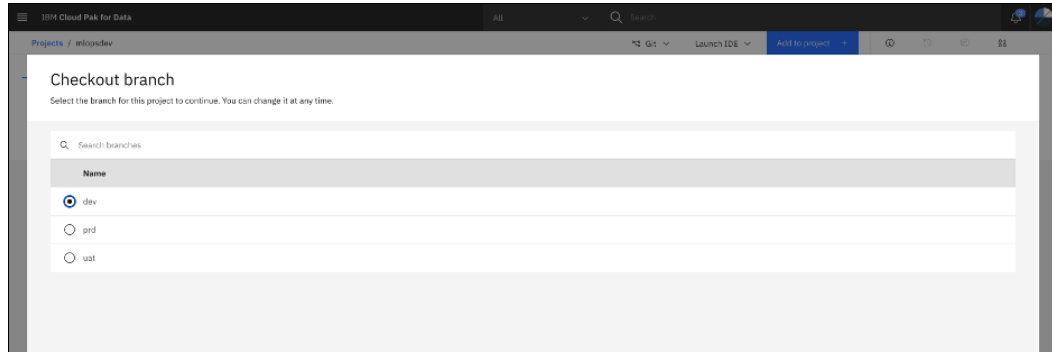 IBM Cloud Pak for Data
All
Search
Projects / mlopsdev
Git
Launch IDE
Add to project +
Checkout branch
Select the branch for this project to continue. You can change it at any time.
Search branches
Name
dev
prd
uat